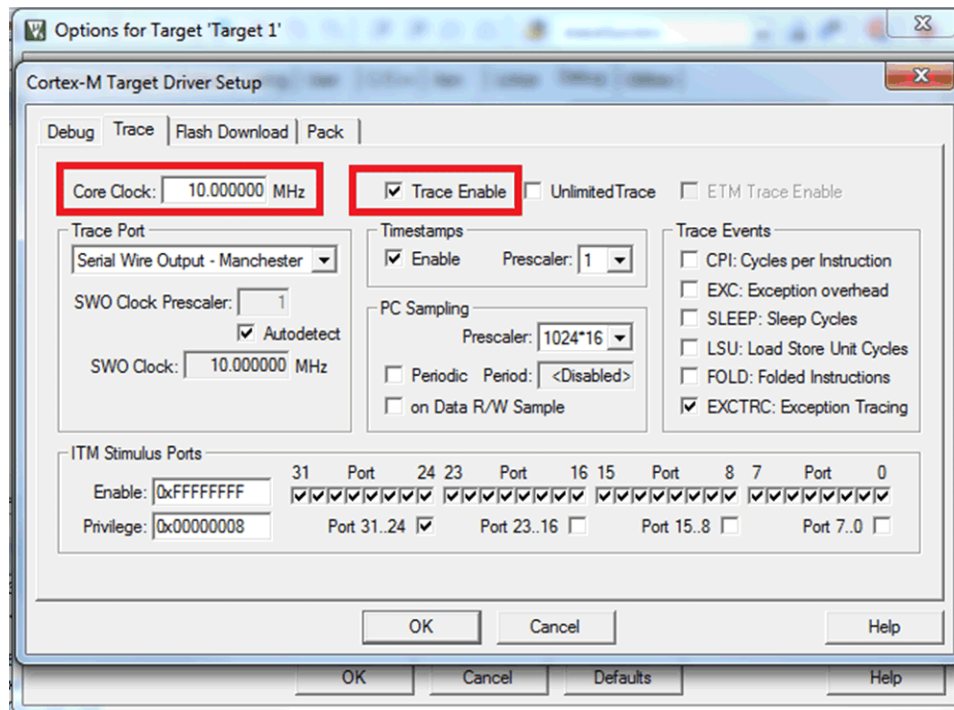 Options for Target 'Target 1'
Cortex-M Target Driver Setup
Debug Trace Flash Download Pack
Core Clock: 10.000000 MHz Trace Enable Unlimited Trace ETM Trace Enable
Trace Port
Serial Wire Output - Manchester
SWO Clock Prescaler: 1
Autodetect
SWO Clock: 10.000000 MHz
Timestamps
Enable Prescaler: 1
PC Sampling
Prescaler: 1024*16
Periodic Period: <Disabled>
on Data R/W Sample
Trace Events
CPI: Cycles per Instruction
EXC: Exception overhead
SLEEP: Sleep Cycles
LSU: Load Store Unit Cycles
FOLD: Folded Instructions
EXCTRC: Exception Tracing
ITM Stimulus Ports
31 Port 24 23 Port 16 15 Port 8 7 Port 0
Enable: 0xFFFFFFFF
Privilege: 0x00000008 Port 31..24 Port 23..16 Port 15..8 Port 7..0
OK Cancel Help
OK Cancel Defaults Help